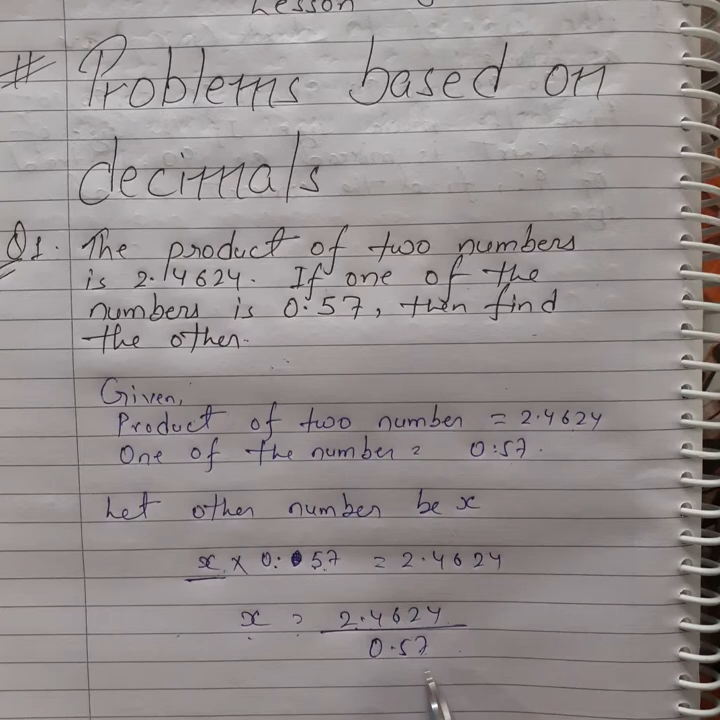 Lesson
# Problems based on
decimals
Q1. The product of two numbers
is 2.4624. If one of the
numbers is 0.57, then find
the other.
Given,
Product of two number = 2.4624
One of the number = 0.57.
Let other number be x
x × 0.57 = 2.4624
x = 2.4624
0.57